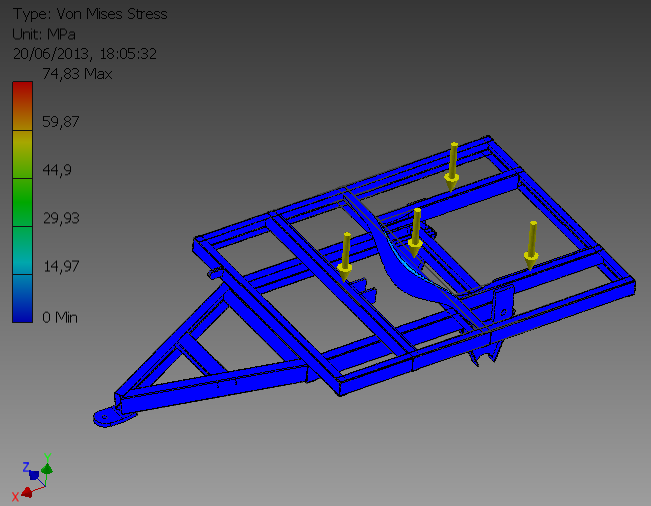 Type: Von Mises Stress
Unit: MPa
20/06/2013, 18:05:32
74,83 Max
59,87
44,9
29,93
14,97
0 Min
Z
Y
X